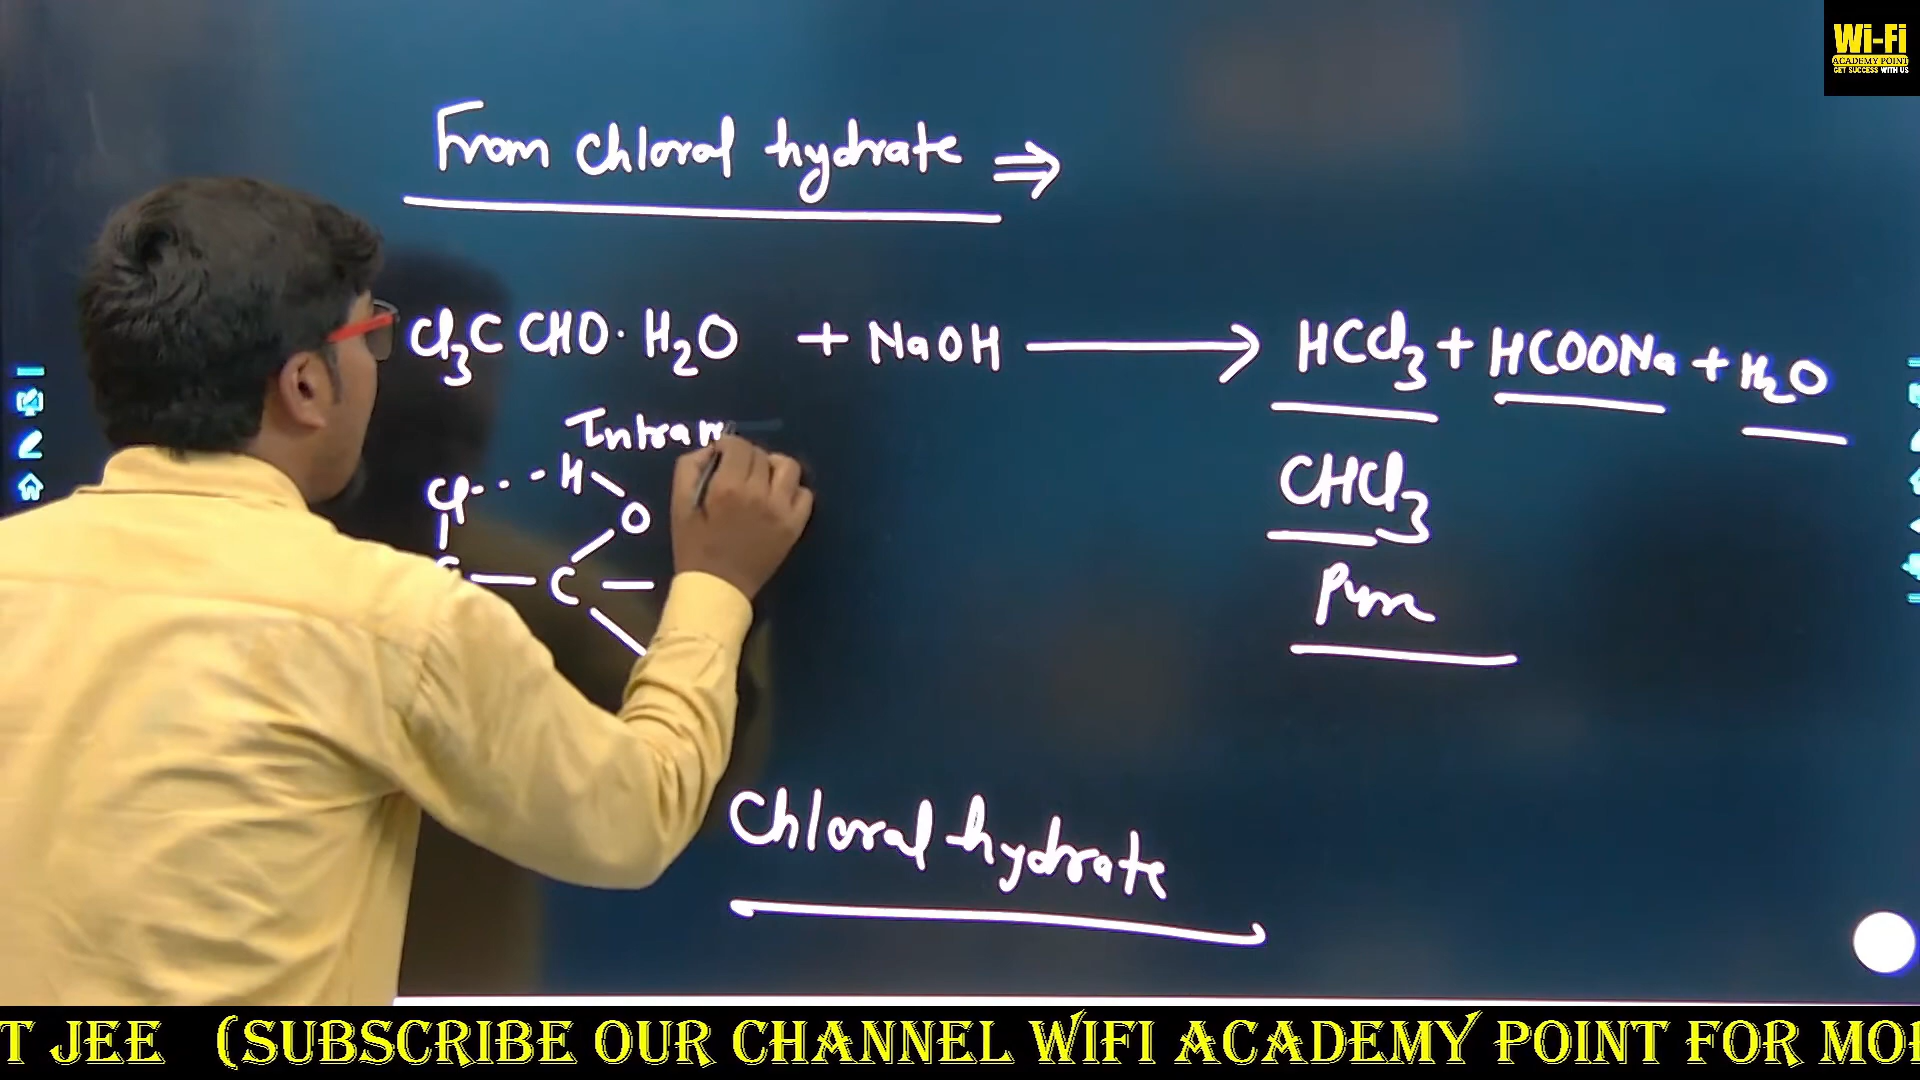 Wi-Fi
ACADEMY POINT
GET SUCCESS WITH US
From chloral hydrate ⇒
Cl₃C CHO·H₂O + NaOH ⟶ HCCl₃ + HCOONa + H₂O
Intram
Cl···H
O
C — C —
CHCl₃
Pure
Chloral hydrate
T JEE (SUBSCRIBE OUR CHANNEL WIFI ACADEMY POINT FOR MO